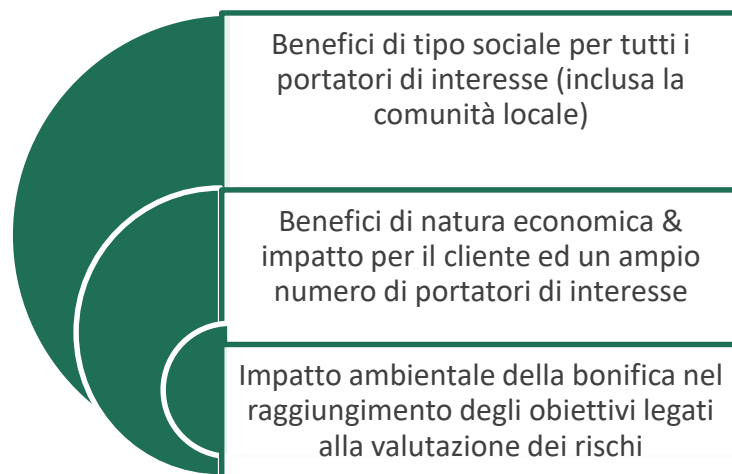 Benefici di tipo sociale per tutti i
portatori di interesse (inclusa la
comunità locale)
Benefici di natura economica &
impatto per il cliente ed un ampio
numero di portatori di interesse
Impatto ambientale della bonifica nel
raggiungimento degli obiettivi legati
alla valutazione dei rischi